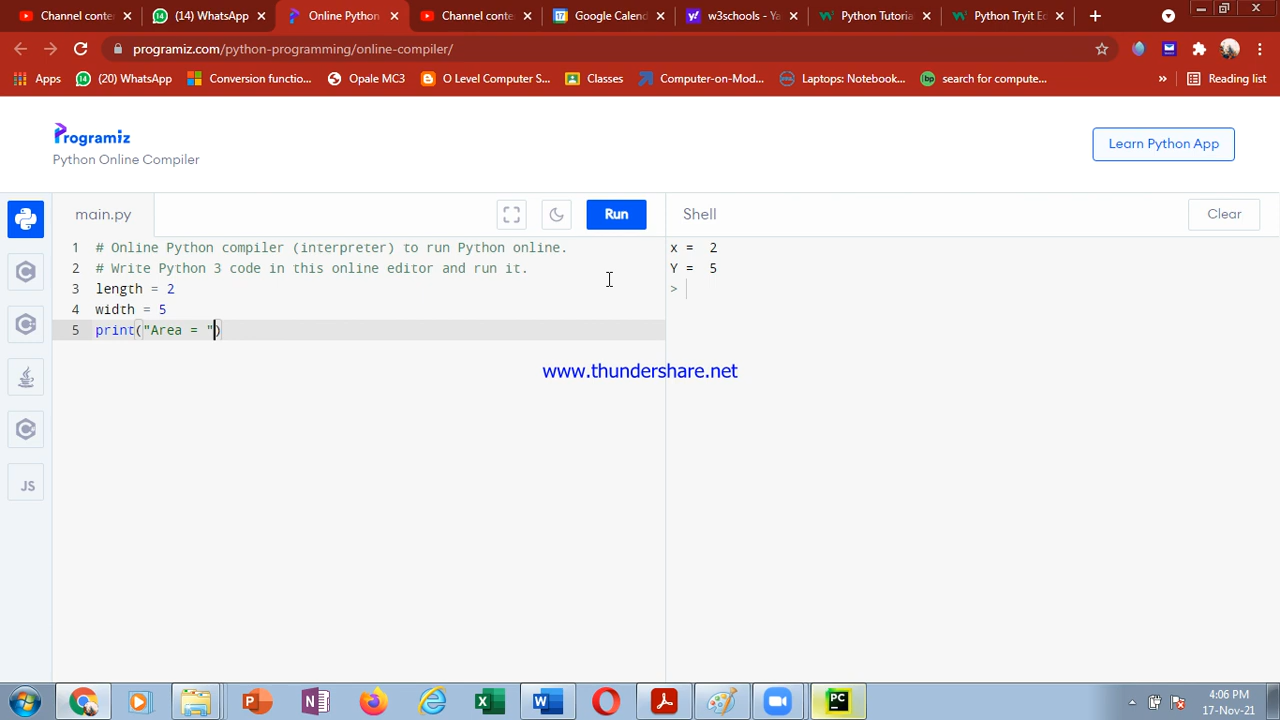 Channel conten
(14) WhatsApp
Online Python
Channel conten
Google Calend
w3schools - Ya
Python Tutoria
Python Tryit Ed
programiz.com/python-programming/online-compiler/
Apps
(20) WhatsApp
Conversion functio...
Opale MC3
O Level Computer S...
Classes
Computer-on-Mod...
Laptops: Notebook...
search for compute...
»
Reading list
Programiz
Python Online Compiler
Learn Python App
main.py
Run
Shell
Clear
1 # Online Python compiler (interpreter) to run Python online.
2 # Write Python 3 code in this online editor and run it.
3 length = 2
4 width = 5
5 print("Area = ")
x =  2
Y =  5
>
www.thundershare.net
JS
4:06 PM
17-Nov-21